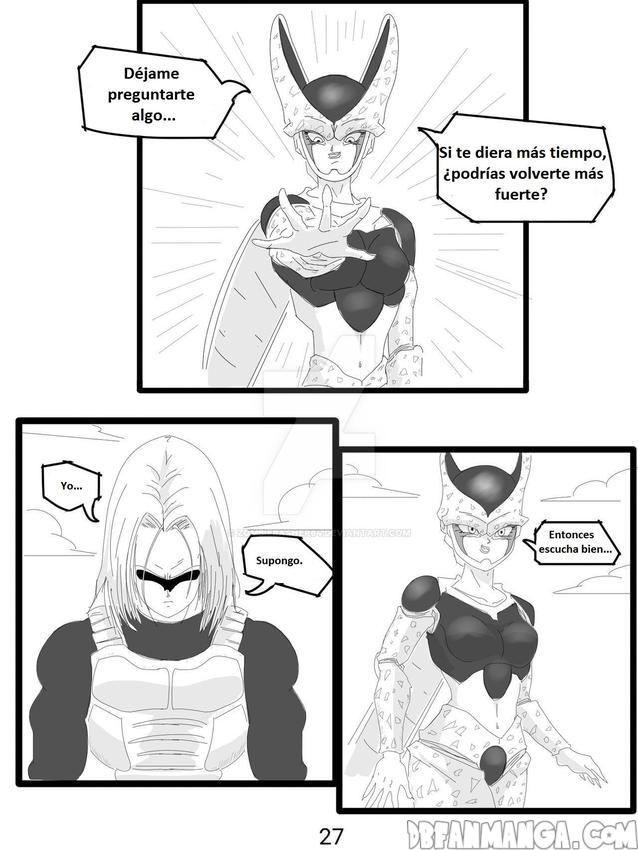 Déjame
preguntarte
algo...
Si te diera más tiempo,
¿podrías volverte más
fuerte?
Yo...
Supongo.
Entonces
escucha bien...
27
DBFANMANGA.COM